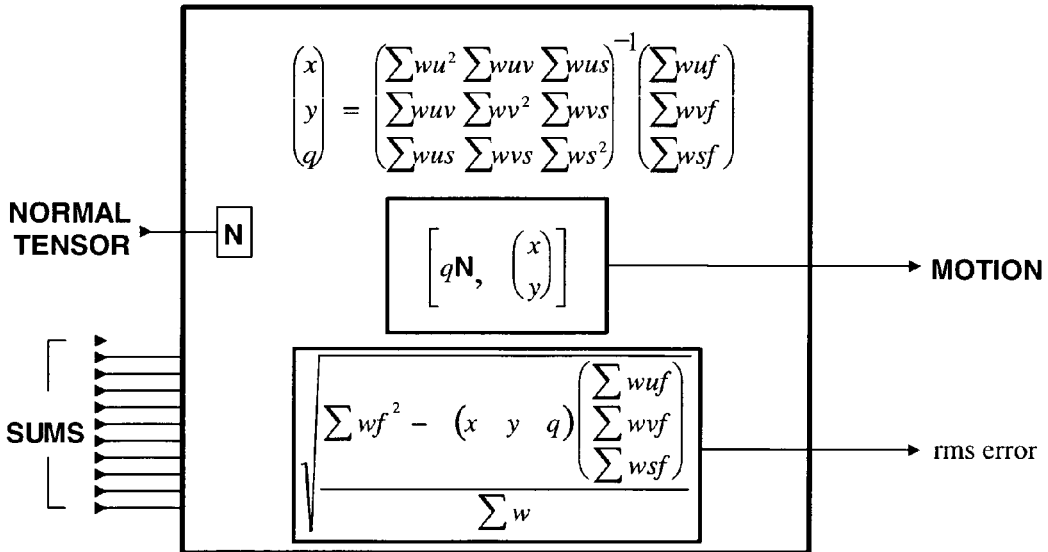 (x y q) = (∑wu² ∑wuv ∑wus ∑wuv ∑wv² ∑wvs ∑wus ∑wvs ∑ws²)⁻¹ (∑wuf ∑wvf ∑wsf)
NORMAL
TENSOR
N
[qN, (x y)]
MOTION
SUMS
√ ∑wf² − (x y q) (∑wuf ∑wvf ∑wsf)
∑w
rms error